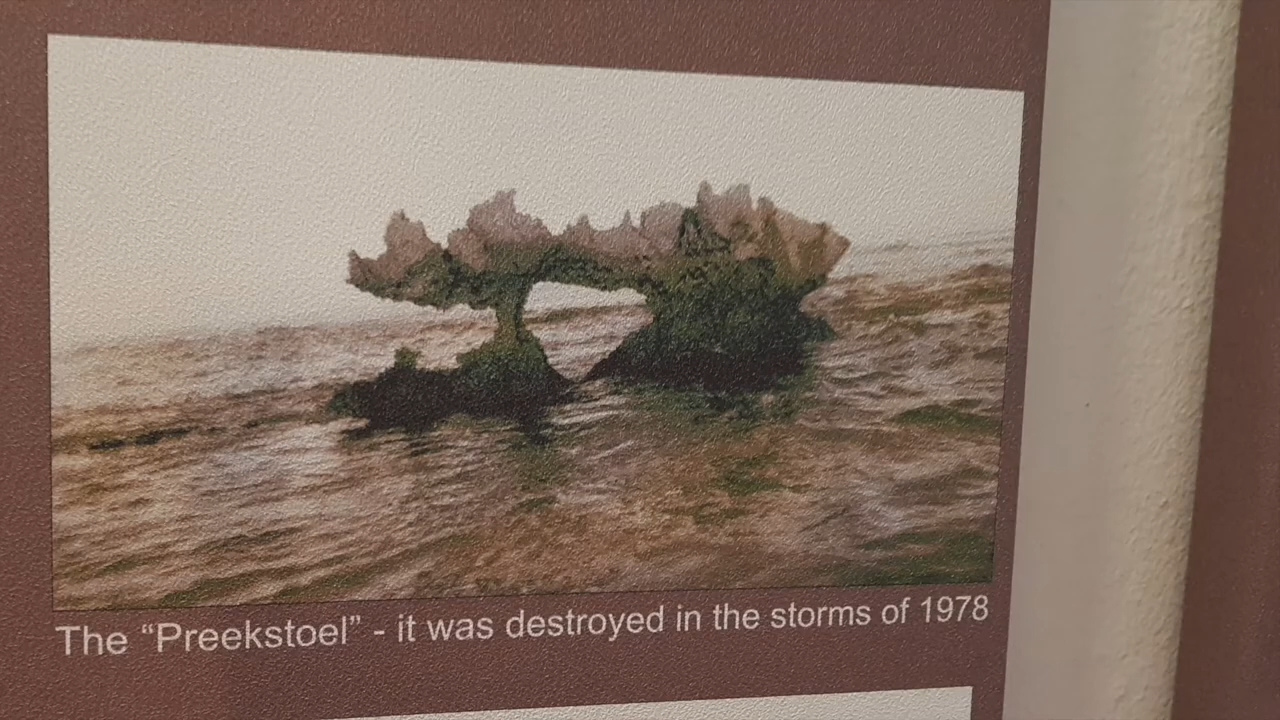 The “Preekstoel” - it was destroyed in the storms of 1978